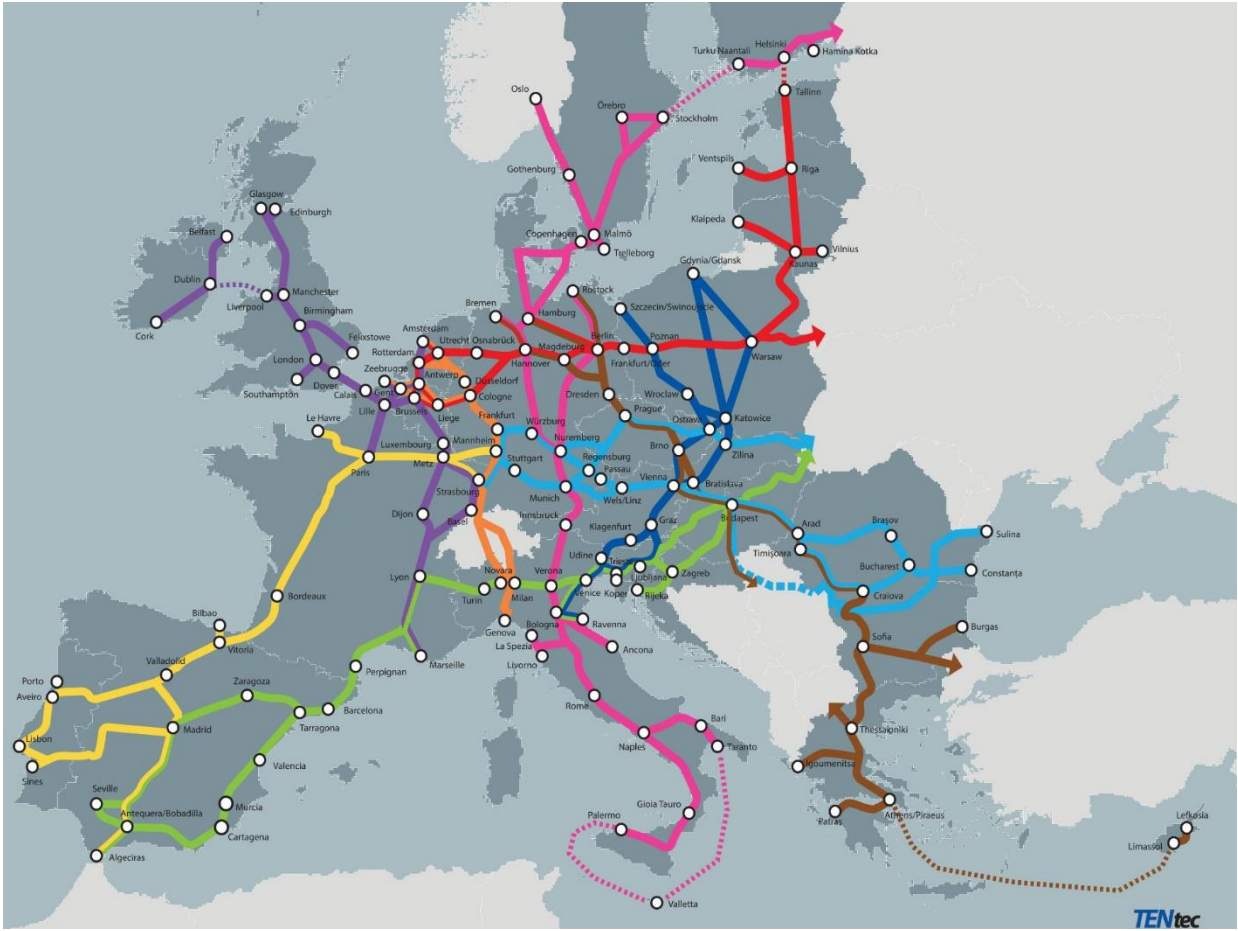 Helsinki
Turku Naantali
Hamina Kotka
Oslo
Örebro
Stockholm
Tallinn
Ventspils
Riga
Gothenburg
Glasgow
Edinburgh
Klaipeda
Belfast
Copenhagen
Malmö
Trelleborg
Kaunas
Vilnius
Gdynia/Gdansk
Dublin
Liverpool
Manchester
Rostock
Szczecin/Swinoujscie
Cork
Birmingham
Felixstowe
Bremen
Hamburg
Amsterdam
Utrecht
Osnabrück
Magdeburg
Berlin
Poznan
Warsaw
London
Rotterdam
Hannover
Frankfurt/Oder
Dover
Zeebrugge
Antwerp
Düsseldorf
Southampton
Calais
Gent
Cologne
Dresden
Wroclaw
Lille
Brussels
Liege
Le Havre
Frankfurt
Würzburg
Prague
Ostrava
Katowice
Luxembourg
Mannheim
Nuremberg
Brno
Zilina
Paris
Metz
Stuttgart
Regensburg
Passau
Strasbourg
Munich
Wels/Linz
Vienna
Bratislava
Dijon
Basel
Innsbruck
Klagenfurt
Graz
Budapest
Arad
Braşov
Sulina
Udine
Trieste
Timişoara
Bucharest
Constanţa
Lyon
Novara
Verona
Ljubljana
Zagreb
Turin
Milan
Venice
Koper
Rijeka
Craiova
Bordeaux
Genova
Bologna
Ravenna
Bilbao
La Spezia
Ancona
Sofia
Burgas
Vitoria
Marseille
Livorno
Valladolid
Perpignan
Porto
Aveiro
Zaragoza
Rome
Barcelona
Tarragona
Madrid
Bari
Naples
Taranto
Thessaigniki
Lisbon
Sines
Valencia
Igoumenitsa
Seville
Murcia
Gioia Tauro
Palermo
Antequera/Bobadilla
Cartagena
Patras
Athens/Piraeus
Lefkosia
Limassol
Algeciras
Valletta
TENtec